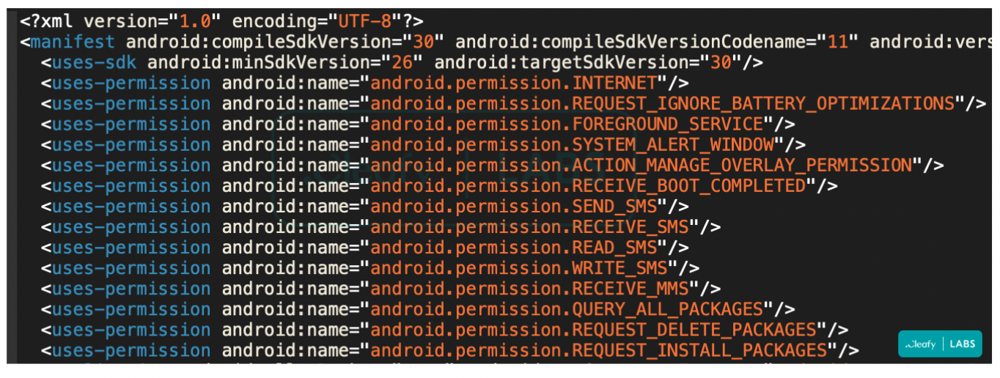 <?xml version="1.0" encoding="UTF-8"?>
<manifest android:compileSdkVersion="30" android:compileSdkVersionCodename="11" android:vers
<uses-sdk android:minSdkVersion="26" android:targetSdkVersion="30"/>
<uses-permission android:name="android.permission.INTERNET"/>
<uses-permission android:name="android.permission.REQUEST_IGNORE_BATTERY_OPTIMIZATIONS"/>
<uses-permission android:name="android.permission.FOREGROUND_SERVICE"/>
<uses-permission android:name="android.permission.SYSTEM_ALERT_WINDOW"/>
<uses-permission android:name="android.permission.ACTION_MANAGE_OVERLAY_PERMISSION"/>
<uses-permission android:name="android.permission.RECEIVE_BOOT_COMPLETED"/>
<uses-permission android:name="android.permission.SEND_SMS"/>
<uses-permission android:name="android.permission.RECEIVE_SMS"/>
<uses-permission android:name="android.permission.READ_SMS"/>
<uses-permission android:name="android.permission.WRITE_SMS"/>
<uses-permission android:name="android.permission.RECEIVE_MMS"/>
<uses-permission android:name="android.permission.QUERY_ALL_PACKAGES"/>
<uses-permission android:name="android.permission.REQUEST_DELETE_PACKAGES"/>
<uses-permission android:name="android.permission.REQUEST_INSTALL_PACKAGES"/>
Cleafy | LABS
Cleafy | LABS